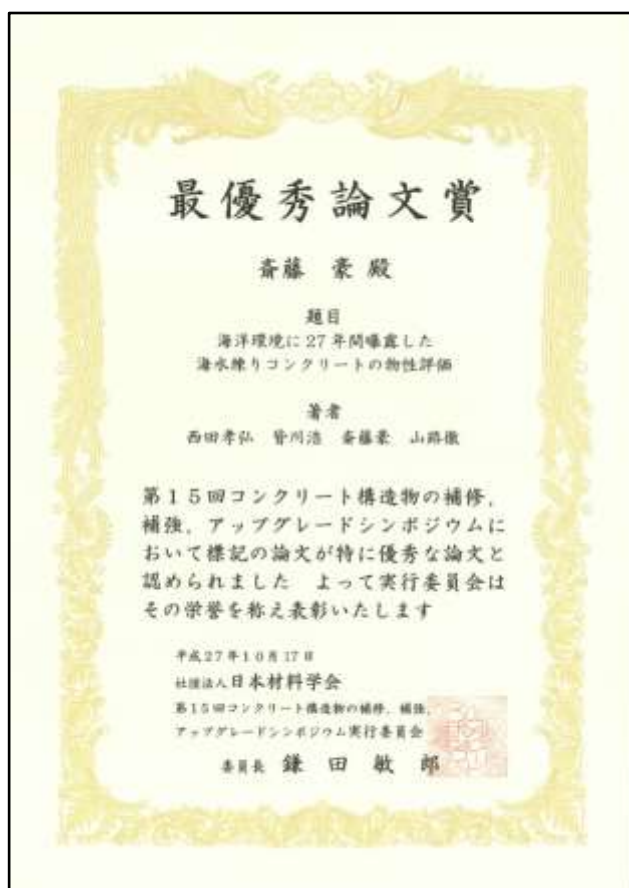 最優秀論文賞
斎藤 豪 殿
題目
海洋環境に27年間曝露した
海水練りコンクリートの物性評価
著者
西田孝弘 皆川浩 斎藤豪 山路徹
第15回コンクリート構造物の補修,
補強, アップグレードシンポジウムに
おいて標記の論文が特に優秀な論文と
認められました よって実行委員会は
その栄誉を称え表彰いたします
平成27年10月17日
社団法人日本材料学会
第15回コンクリート構造物の補修, 補強,
アップグレードシンポジウム実行委員会
委員長 鎌田敏郎